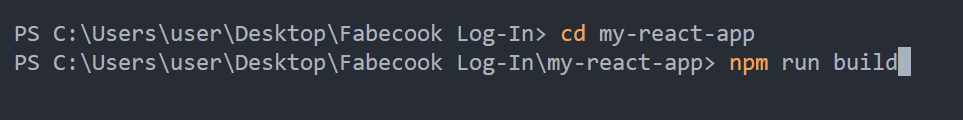 PS C:\Users\user\Desktop\Fabecook Log-In> cd my-react-app
PS C:\Users\user\Desktop\Fabecook Log-In\my-react-app> npm run build